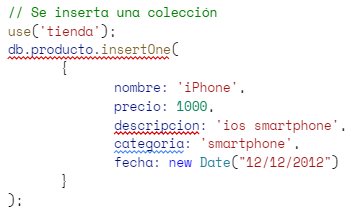 // Se inserta una colección
use('tienda');
db.producto.insertOne(
{
nombre: 'iPhone',
precio: 1000,
descripcion: 'ios smartphone',
categoria: 'smartphone',
fecha: new Date("12/12/2012")
}
);